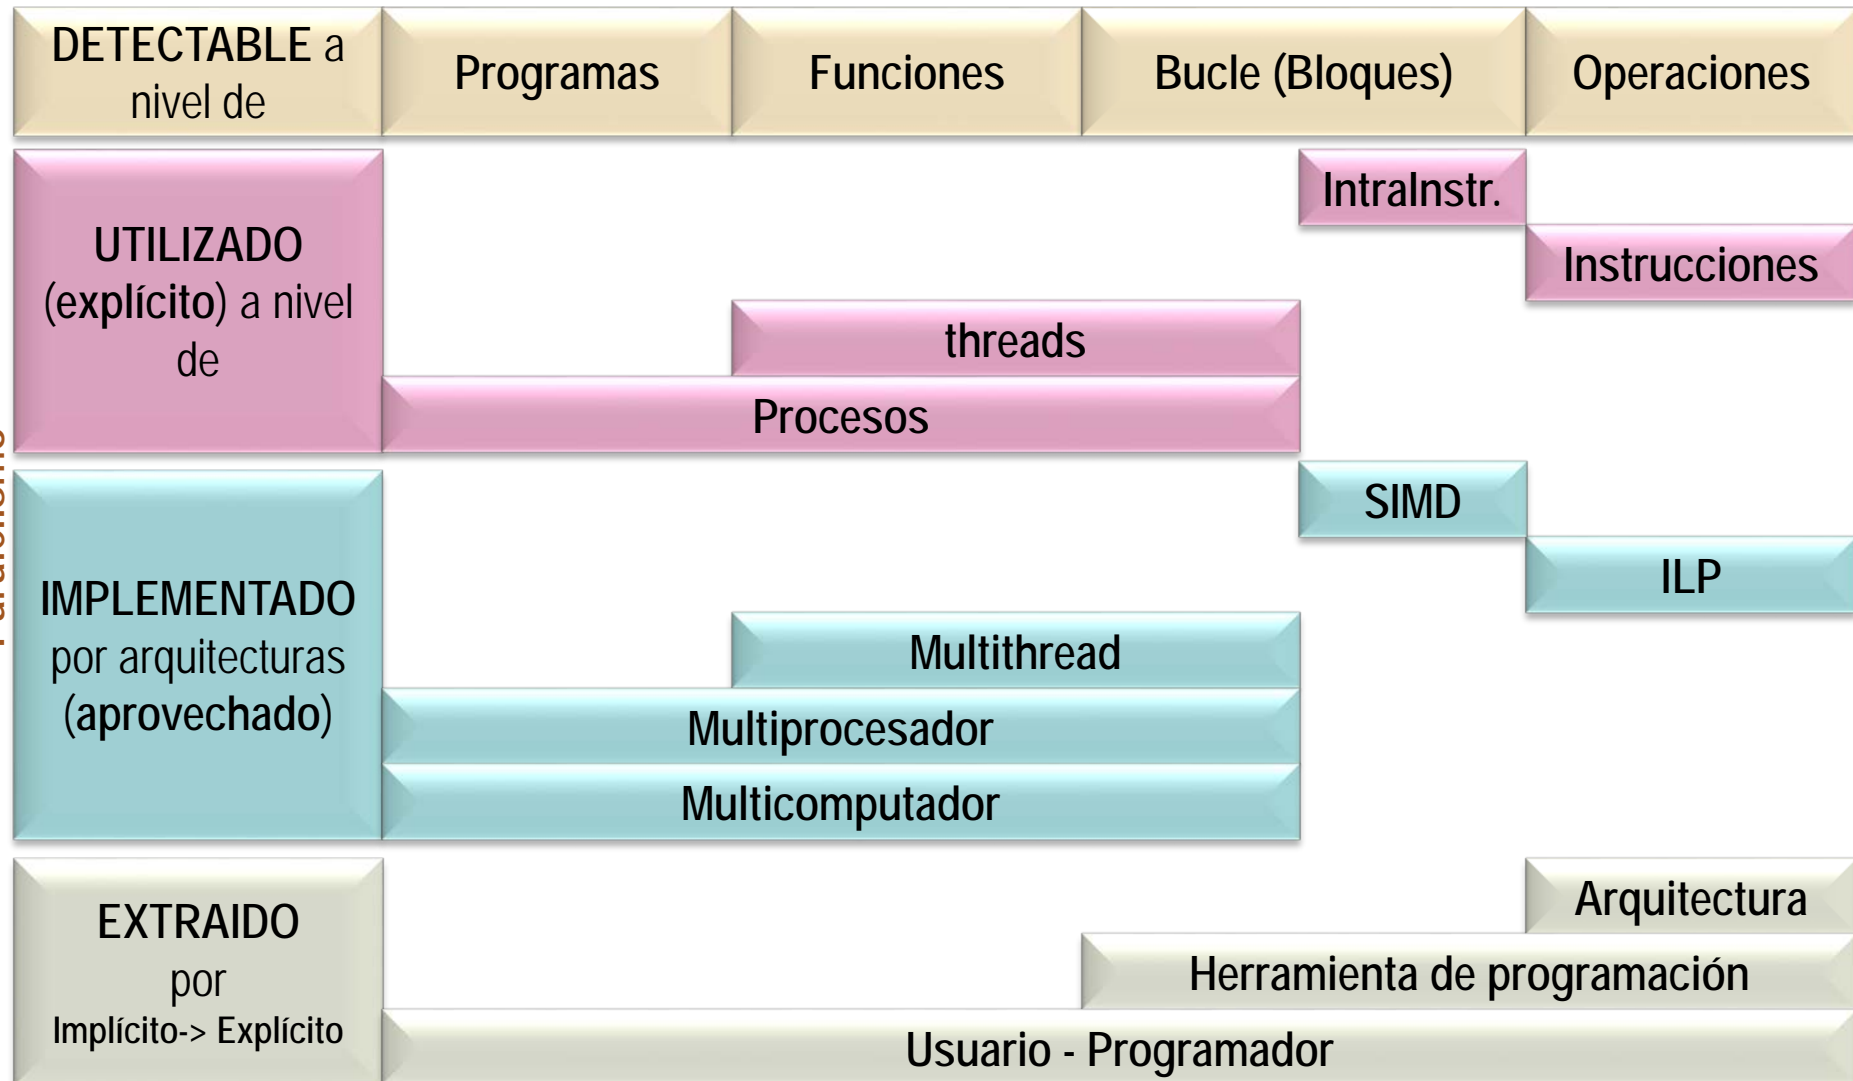 DETECTABLE a
nivel de
Programas
Funciones
Bucle (Bloques)
Operaciones
UTILIZADO
(explícito) a nivel
de
IntraInstr.
Instrucciones
threads
Procesos
IMPLEMENTADO
por arquitecturas
(aprovechado)
SIMD
ILP
Multithread
Multiprocesador
Multicomputador
EXTRAIDO
por
Implícito-> Explícito
Arquitectura
Herramienta de programación
Usuario - Programador